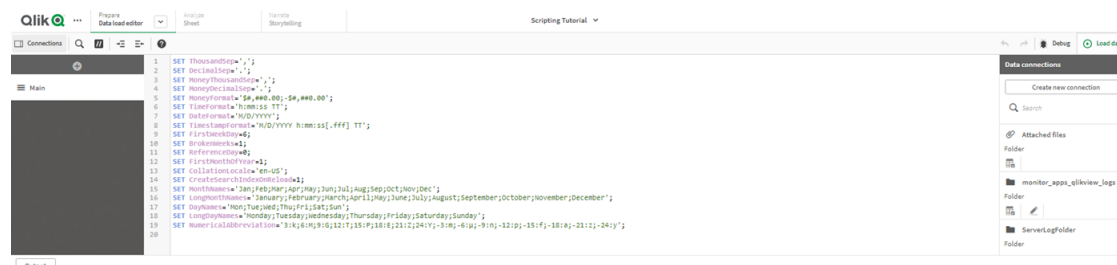 Qlik
Prepare
Data load editor
Analyze
Sheet
Narrate
Storytelling
Scripting Tutorial
Connections
Debug
Load da
Main
1 SET ThousandSep=',';
2 SET DecimalSep='.';
3 SET MoneyThousandSep=',';
4 SET MoneyDecimalSep='.';
5 SET MoneyFormat='$#,##0.00;-$#,##0.00';
6 SET TimeFormat='h:mm:ss TT';
7 SET DateFormat='M/D/YYYY';
8 SET TimestampFormat='M/D/YYYY h:mm:ss[.fff] TT';
9 SET FirstWeekDay=6;
10 SET BrokenWeeks=1;
11 SET ReferenceDay=0;
12 SET FirstMonthOfYear=1;
13 SET CollationLocale='en-US';
14 SET CreateSearchIndexOnReload=1;
15 SET MonthNames='Jan;Feb;Mar;Apr;May;Jun;Jul;Aug;Sep;Oct;Nov;Dec';
16 SET LongMonthNames='January;February;March;April;May;June;July;August;September;October;November;December';
17 SET DayNames='Mon;Tue;Wed;Thu;Fri;Sat;Sun';
18 SET LongDayNames='Monday;Tuesday;Wednesday;Thursday;Friday;Saturday;Sunday';
19 SET NumericalAbbreviation='3:k;6:M;9:G;12:T;15:P;18:E;21:Z;24:Y;-3:m;-6:μ;-9:n;-12:p;-15:f;-18:a;-21:z;-24:y';
20
Data connections
Create new connection
Search
Attached files
Folder
monitor_apps_qlikview_logs
Folder
ServerLogFolder
Folder